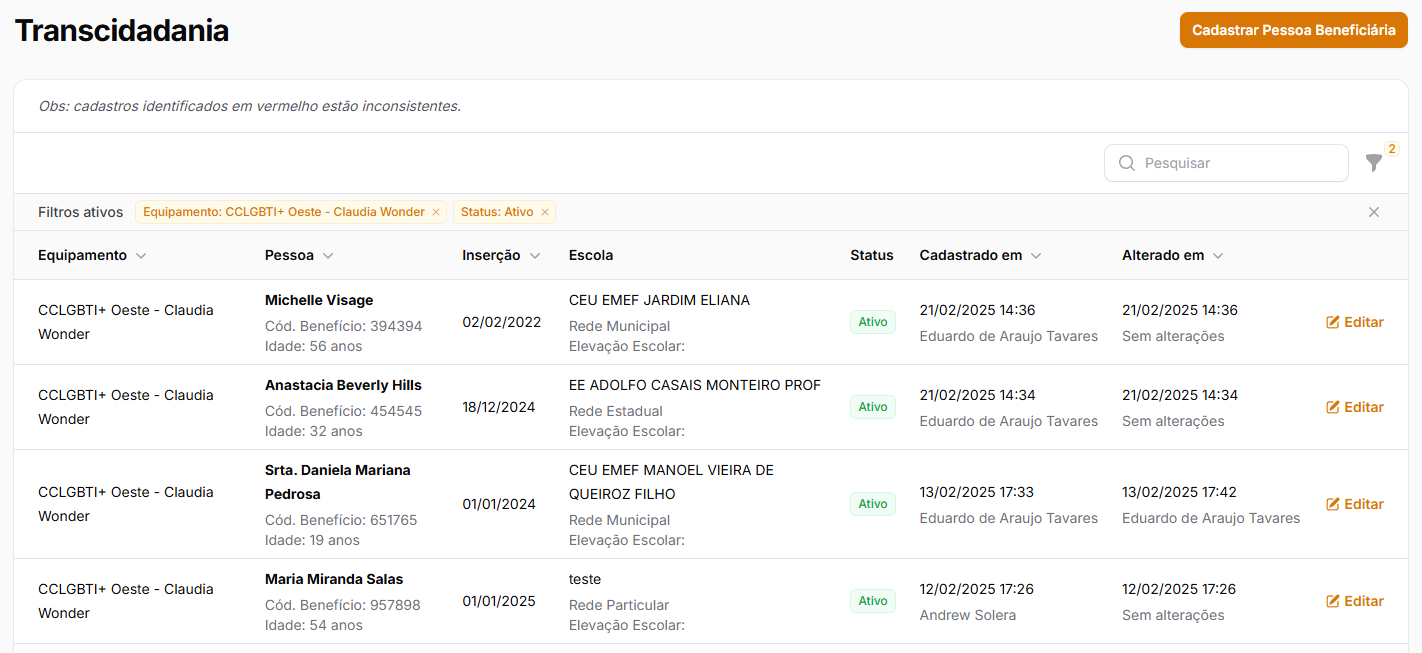 Transcidadania
Cadastrar Pessoa Beneficiária
Obs: cadastros identificados em vermelho estão inconsistentes.
Pesquisar
2
Filtros ativos
Equipamento: CCLGBTI+ Oeste - Claudia Wonder
Status: Ativo
Equipamento
Pessoa
Inserção
Escola
Status
Cadastrado em
Alterado em
CCLGBTI+ Oeste - Claudia
Wonder
Michelle Visage
Cód. Benefício: 394394
Idade: 56 anos
02/02/2022
CEU EMEF JARDIM ELIANA
Rede Municipal
Elevação Escolar:
Ativo
21/02/2025 14:36
Eduardo de Araujo Tavares
21/02/2025 14:36
Sem alterações
Editar
CCLGBTI+ Oeste - Claudia
Wonder
Anastacia Beverly Hills
Cód. Benefício: 454545
Idade: 32 anos
18/12/2024
EE ADOLFO CASAIS MONTEIRO PROF
Rede Estadual
Elevação Escolar:
Ativo
21/02/2025 14:34
Eduardo de Araujo Tavares
21/02/2025 14:34
Sem alterações
Editar
CCLGBTI+ Oeste - Claudia
Wonder
Srta. Daniela Mariana
Pedrosa
Cód. Benefício: 651765
Idade: 19 anos
01/01/2024
CEU EMEF MANOEL VIEIRA DE
QUEIROZ FILHO
Rede Municipal
Elevação Escolar:
Ativo
13/02/2025 17:33
Eduardo de Araujo Tavares
13/02/2025 17:42
Eduardo de Araujo Tavares
Editar
CCLGBTI+ Oeste - Claudia
Wonder
Maria Miranda Salas
Cód. Benefício: 957898
Idade: 54 anos
01/01/2025
teste
Rede Particular
Elevação Escolar:
Ativo
12/02/2025 17:26
Andrew Solera
12/02/2025 17:26
Sem alterações
Editar